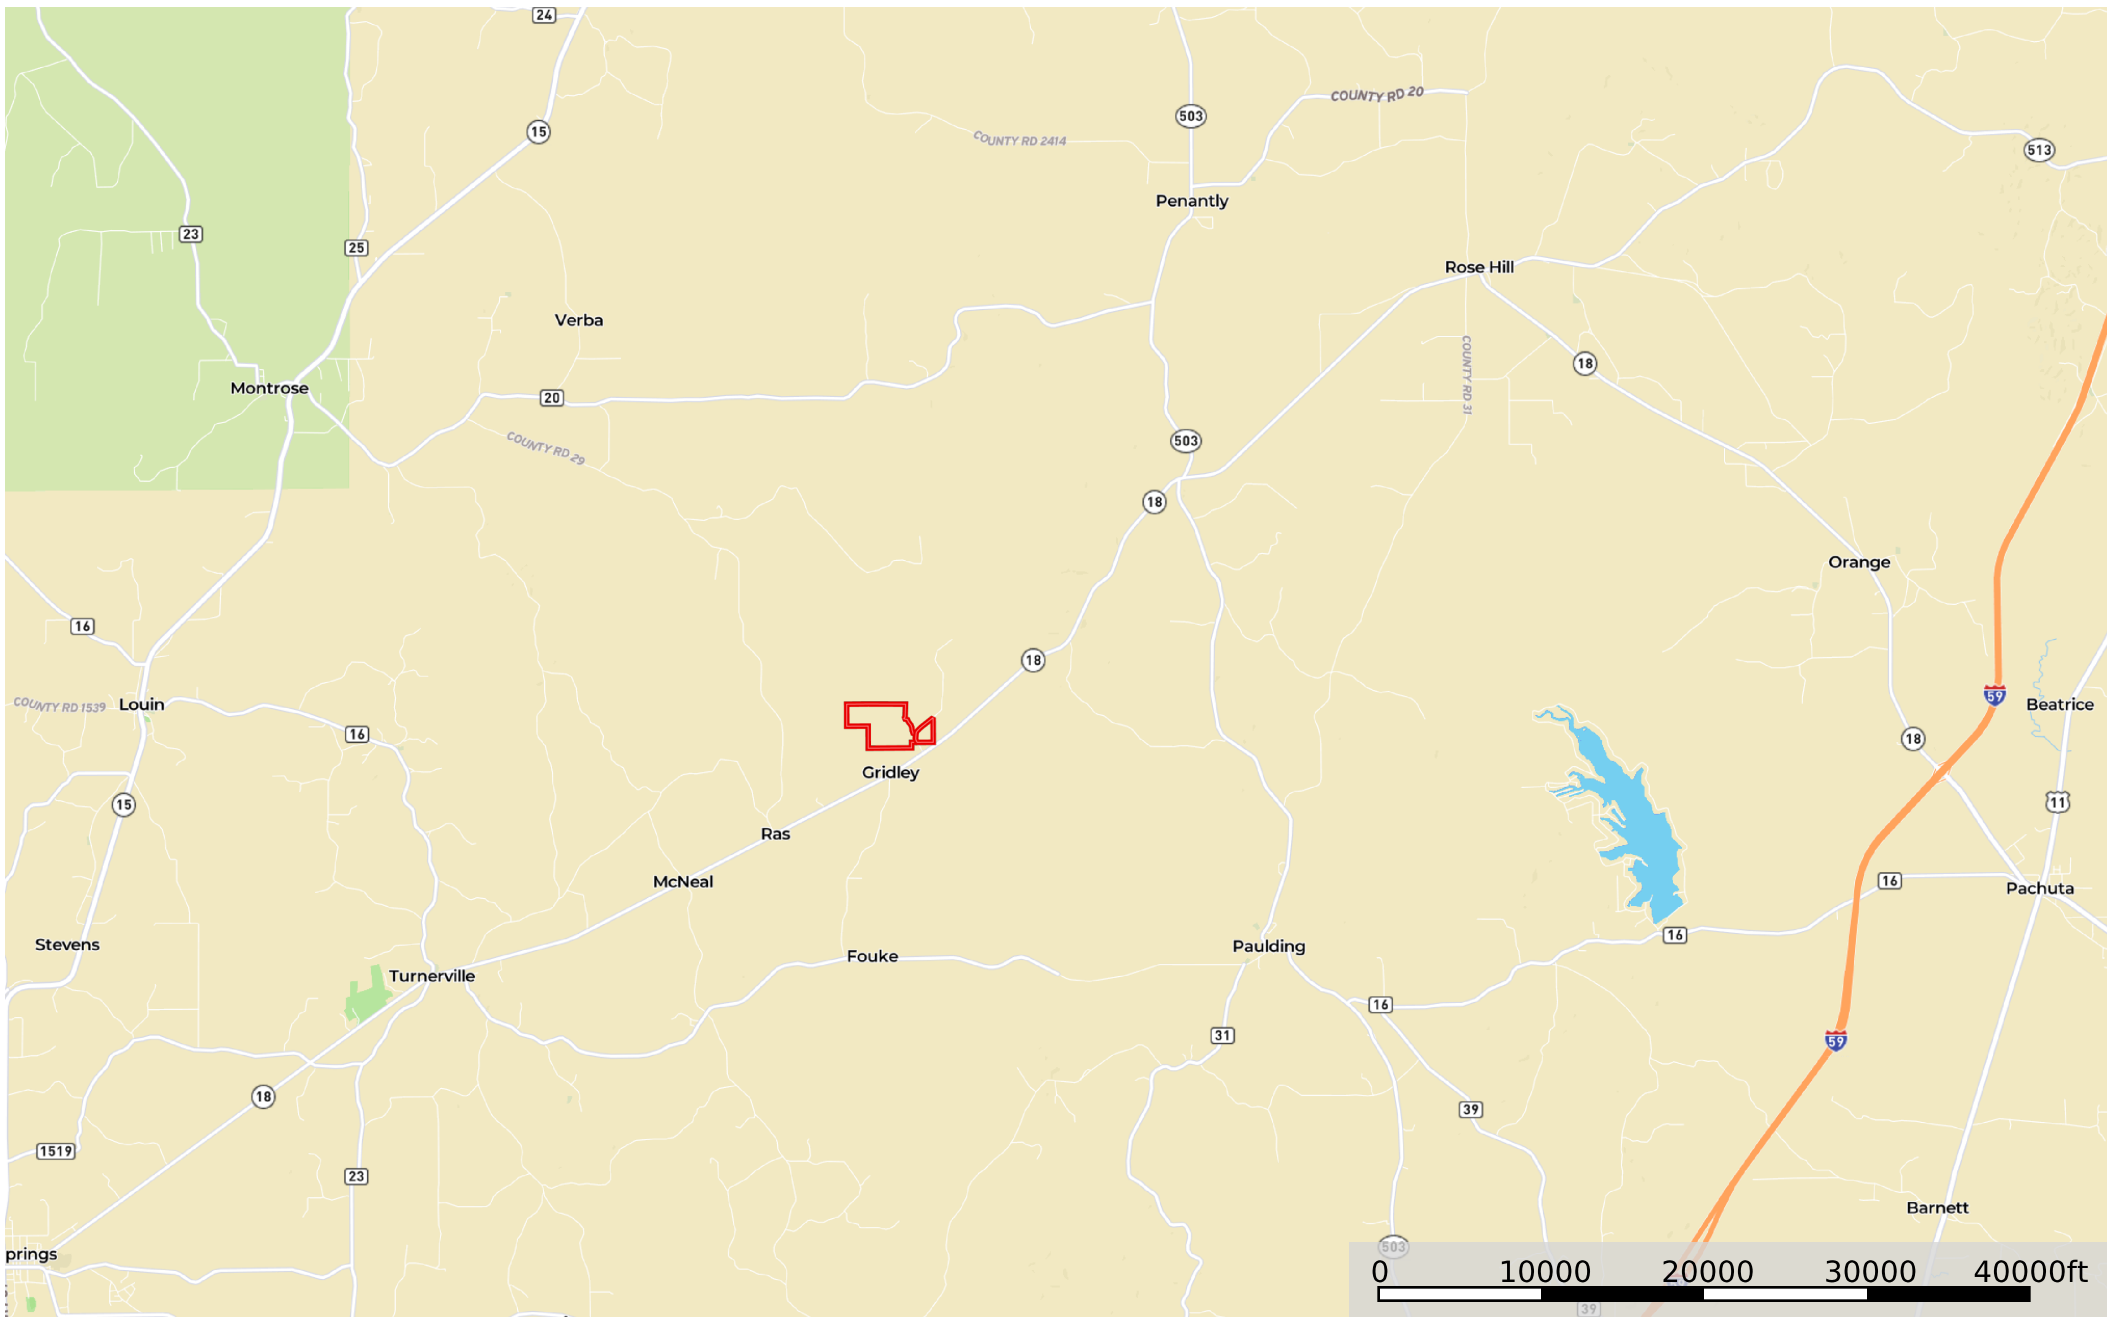 24
15
503
COUNTY RD 20
COUNTY RD 2414
513
Penantly
23
25
Rose Hill
Verba
COUNTY RD 31
18
Montrose
20
COUNTY RD 29
503
18
Orange
16
18
59
Louin
COUNTY RD 1539
Beatrice
16
18
Gridley
15
11
Ras
McNeal
16
Pachuta
Stevens
16
Paulding
Fouke
Turnerville
16
31
59
18
39
1519
23
Barnett
prings
503
0 10000 20000 30000 40000ft
39